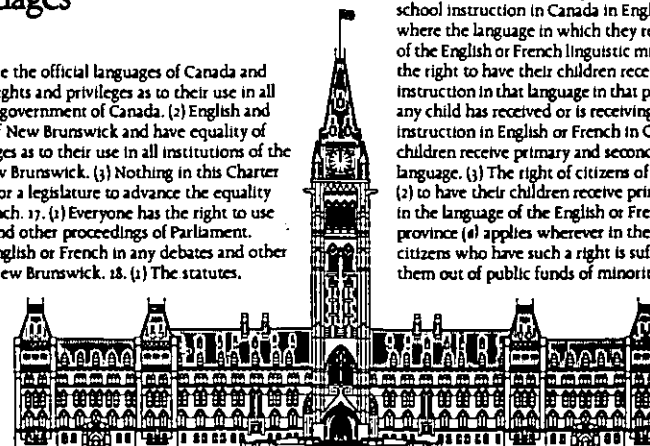 e the official languages of Canada and
ghts and privileges as to their use in all
government of Canada. (2) English and
New Brunswick and have equality of
ges as to their use in all institutions of the
w Brunswick. (3) Nothing in this Charter
or a legislature to advance the equality
nch. 17. (1) Everyone has the right to use
nd other proceedings of Parliament.
nglish or French in any debates and other
ew Brunswick. 18. (1) The statutes,
school instruction in Canada in Engl
where the language in which they re
of the English or French linguistic m
the right to have their children rece
instruction in that language in that p
any child has received or is receiving
instruction in English or French in C
children receive primary and second
language. (3) The right of citizens of
(2) to have their children receive prim
in the language of the English or Fre
province (a) applies wherever in the
citizens who have such a right is suf
them out of public funds of minorit